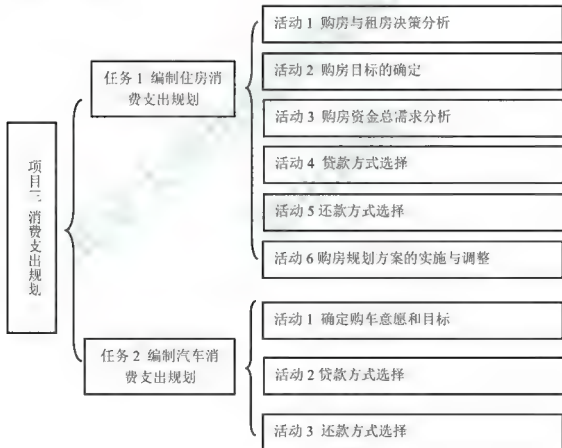 项目三 消费支出规划
任务 1 编制住房消
费支出规划
活动 1 购房与租房决策分析
活动 2 购房目标的确定
活动 3 购房资金总需求分析
活动 4 贷款方式选择
活动 5 还款方式选择
活动 6 购房规划方案的实施与调整
任务 2 编制汽车消
费支出规划
活动 1 确定购车意愿和目标
活动 2 贷款方式选择
活动 3 还款方式选择